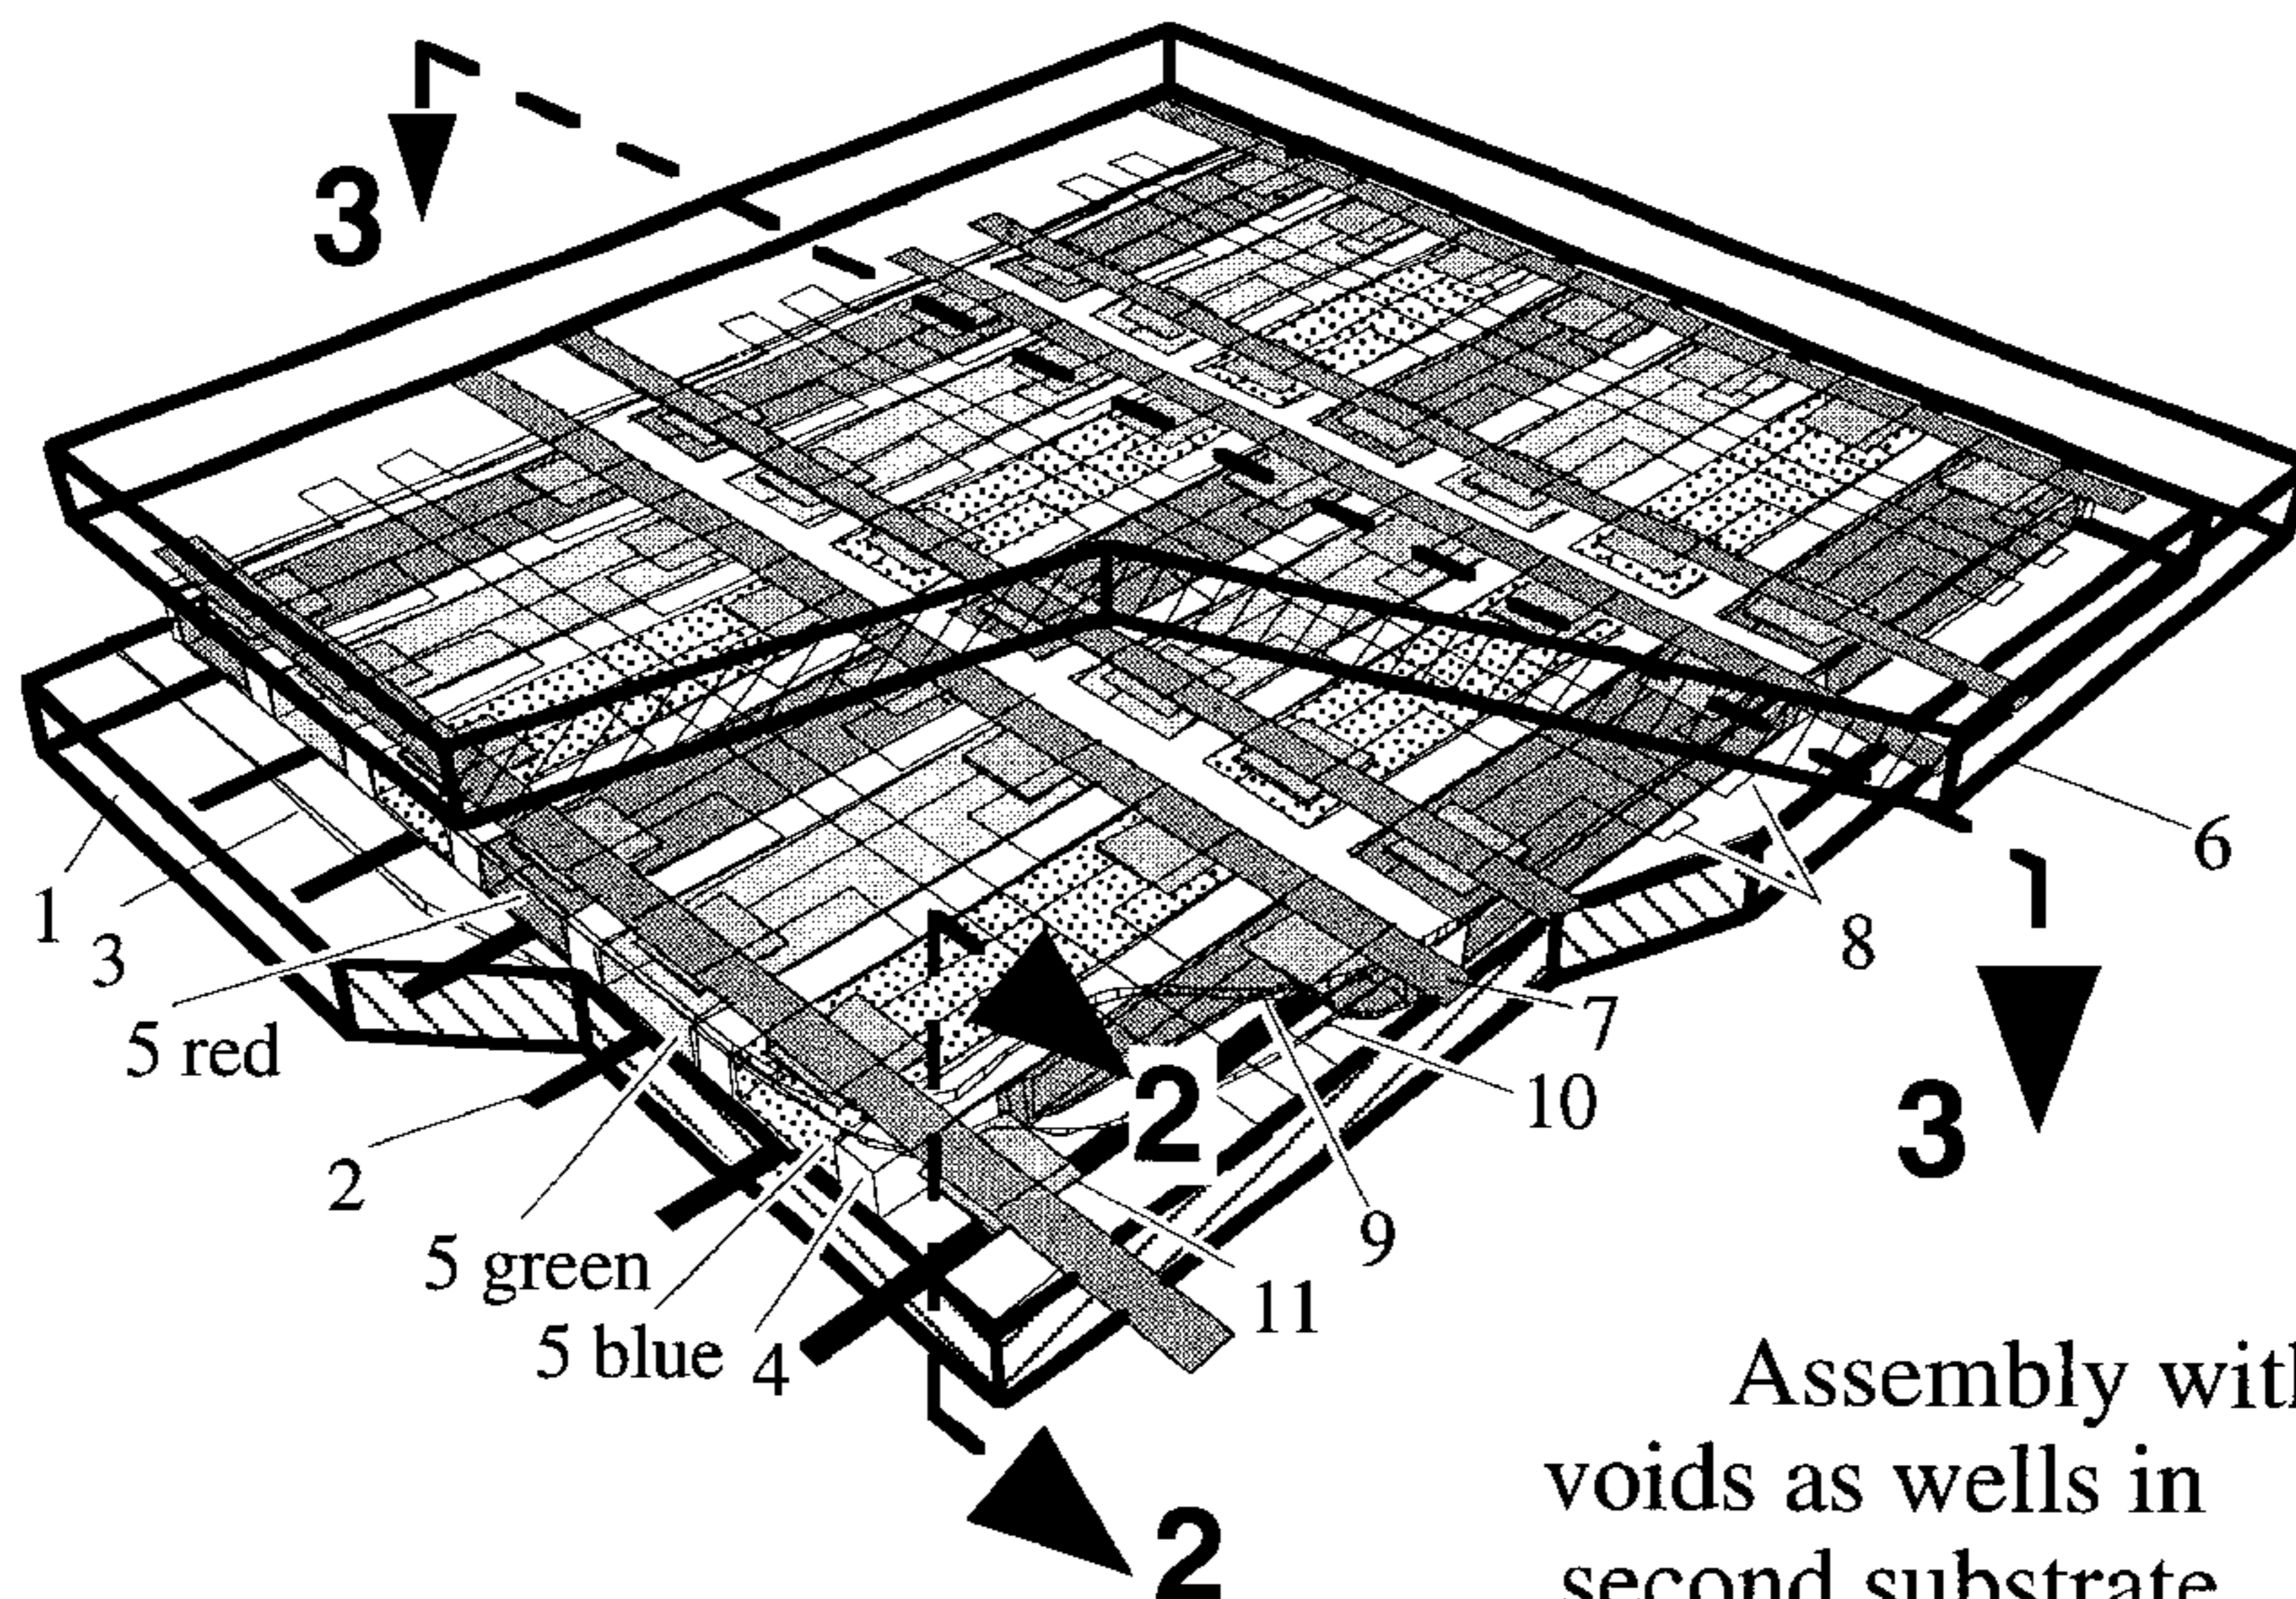 3
1
3
6
8
5 red
7
2
10
3
2
9
5 green
11
5 blue 4
Assembly with
voids as wells in
second substrate
2